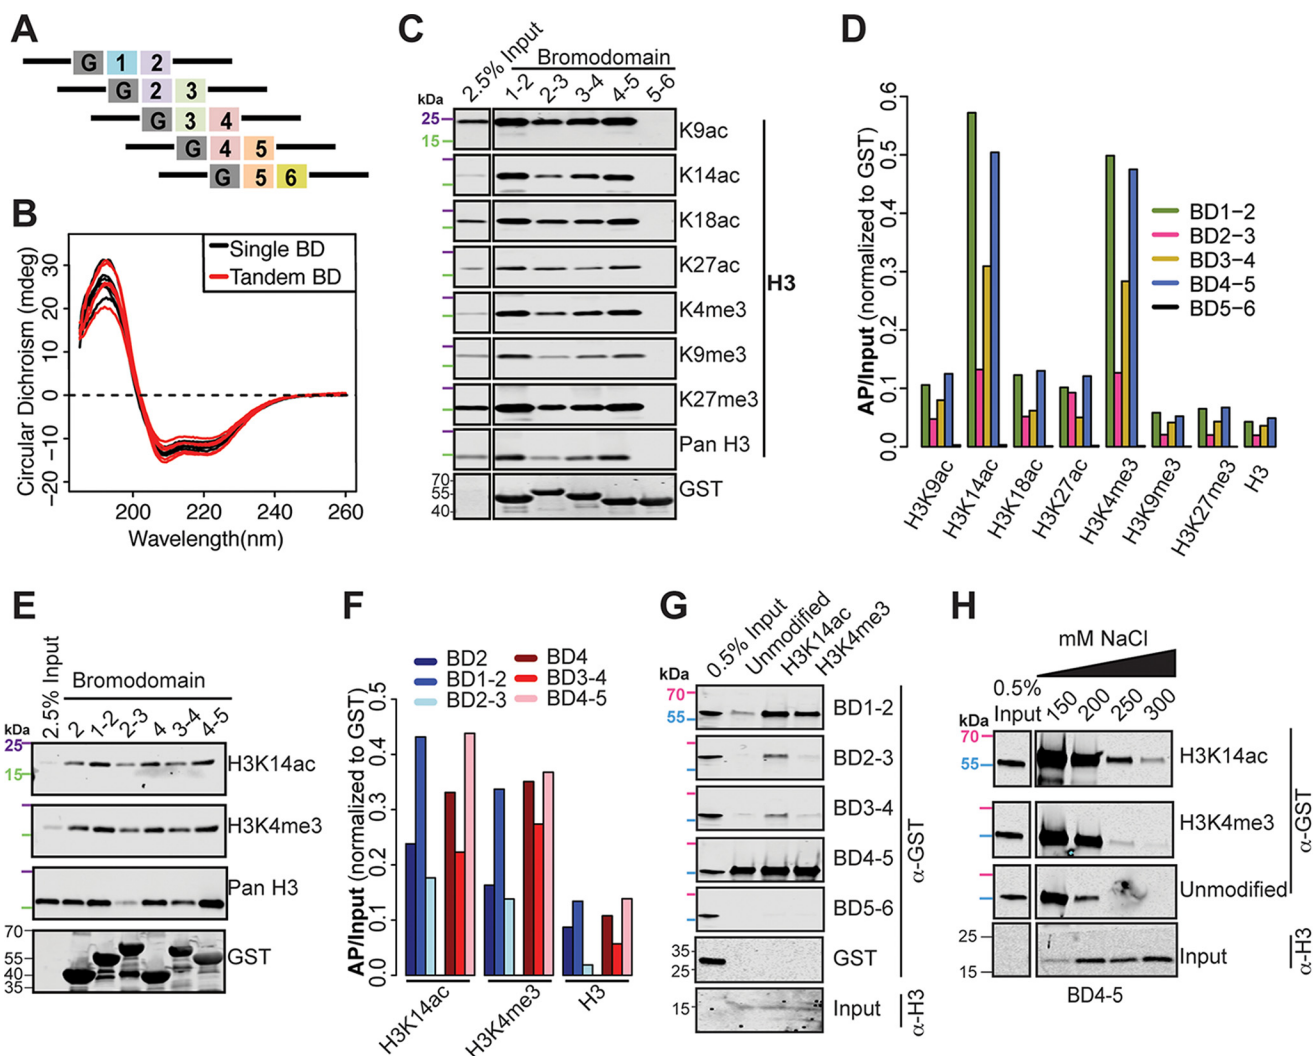 A
G 1 2
G 2 3
G 3 4
G 4 5
G 5 6
B
Circular Dichroism (mdeg)
30
20
10
0
−10
−20
Single BD
Tandem BD
200 220 240 260
Wavelength(nm)
C
2.5% Input
Bromodomain
1-2 2-3 3-4 4-5 5-6
kDa
25
15
K9ac
K14ac
K18ac
K27ac
K4me3
K9me3
K27me3
Pan H3
H3
70
55
40
GST
D
AP/Input (normalized to GST)
0.6
0.5
0.4
0.3
0.2
0.1
0.0
BD1−2
BD2−3
BD3−4
BD4−5
BD5−6
H3K9ac
H3K14ac
H3K18ac
H3K27ac
H3K4me3
H3K9me3
H3K27me3
H3
E
2.5% Input
Bromodomain
2 1-2 2-3 4 3-4 4-5
kDa
25
15
H3K14ac
H3K4me3
Pan H3
70
55
40
35
GST
F
BD2 BD4
BD1-2 BD3-4
BD2-3 BD4-5
AP/Input (normalized to GST)
0.5
0.4
0.3
0.2
0.1
0.0
H3K14ac
H3K4me3
H3
G
0.5% Input
Unmodified
H3K14ac
H3K4me3
kDa
70
55
BD1-2
BD2-3
BD3-4
BD4-5
BD5-6
35
25
GST
α-GST
15
Input
α-H3
H
mM NaCl
0.5%
Input 150 200 250 300
kDa
70
55
H3K14ac
H3K4me3
Unmodified
α-GST
25
15
Input
α-H3
BD4-5